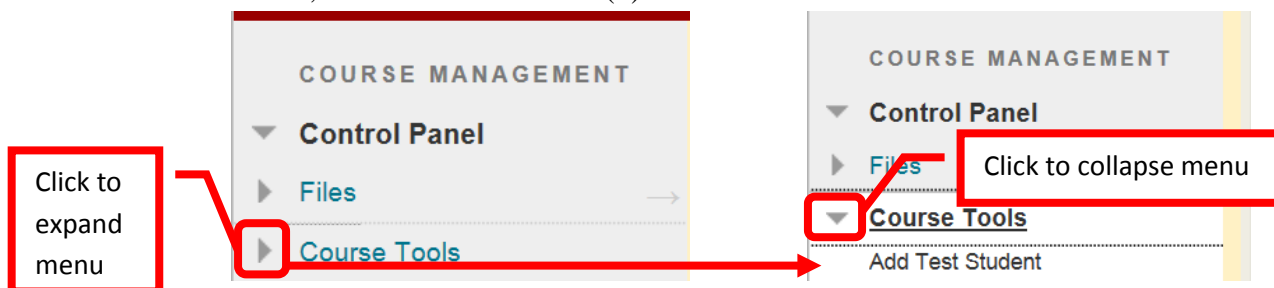 COURSE MANAGEMENT
Control Panel
Files
Course Tools
Click to
expand
menu
COURSE MANAGEMENT
Control Panel
Files
Click to collapse menu
Course Tools
Add Test Student